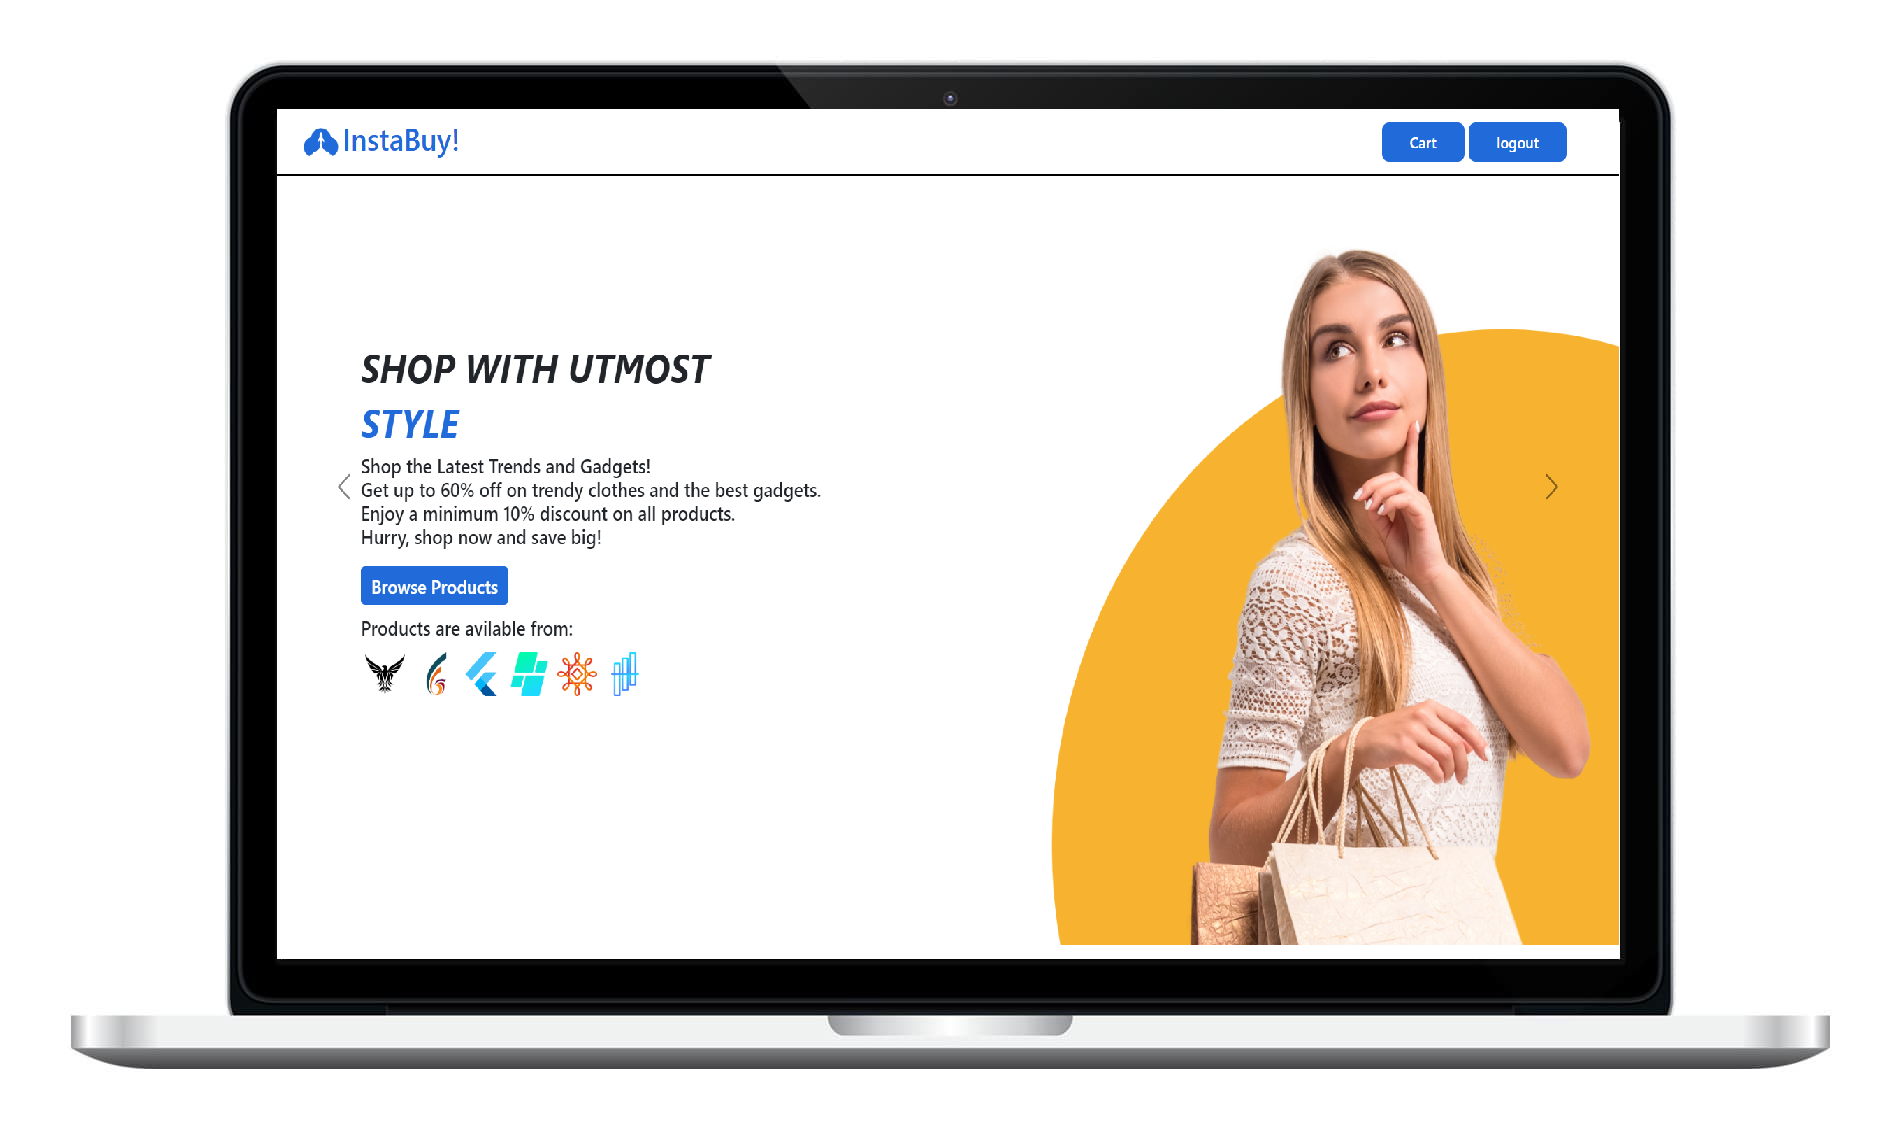 InstaBuy!
Cart
logout
SHOP WITH UTMOST
STYLE
Shop the Latest Trends and Gadgets!
Get up to 60% off on trendy clothes and the best gadgets.
Enjoy a minimum 10% discount on all products.
Hurry, shop now and save big!
Browse Products
Products are avilable from: